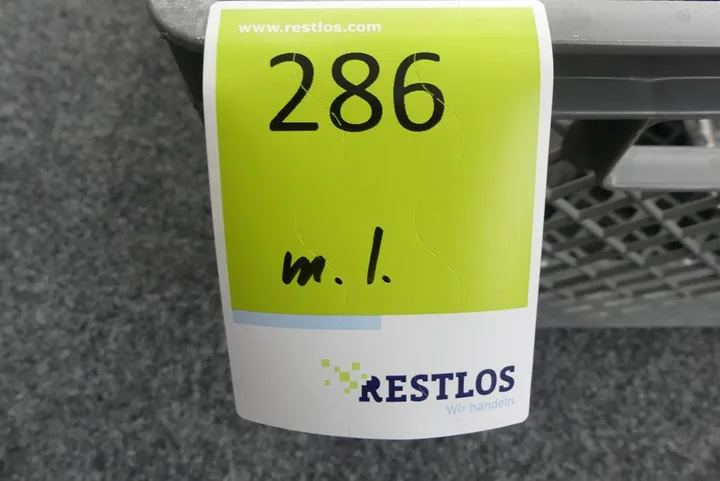 www.restlos.com
286
m. l.
RESTLOS
Wir handeln.